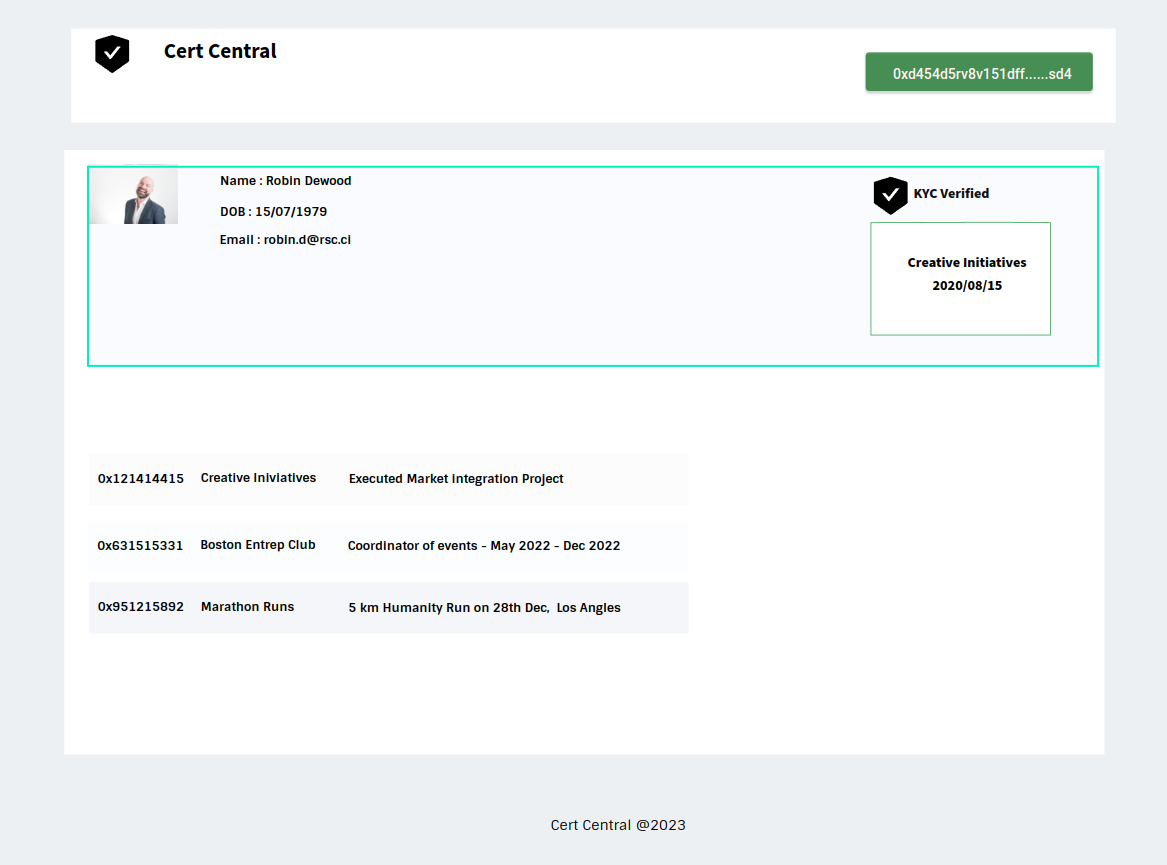 Cert Central
0xd454d5rv8v151dff......sd4
Name : Robin Dewood
DOB : 15/07/1979
Email : robin.d@rsc.ci
KYC Verified
Creative Initiatives
2020/08/15
0x121414415 Creative Iniviatives Executed Market Integration Project
0x631515331 Boston Entrep Club Coordinator of events - May 2022 - Dec 2022
0x951215892 Marathon Runs 5 km Humanity Run on 28th Dec, Los Angles
Cert Central @2023